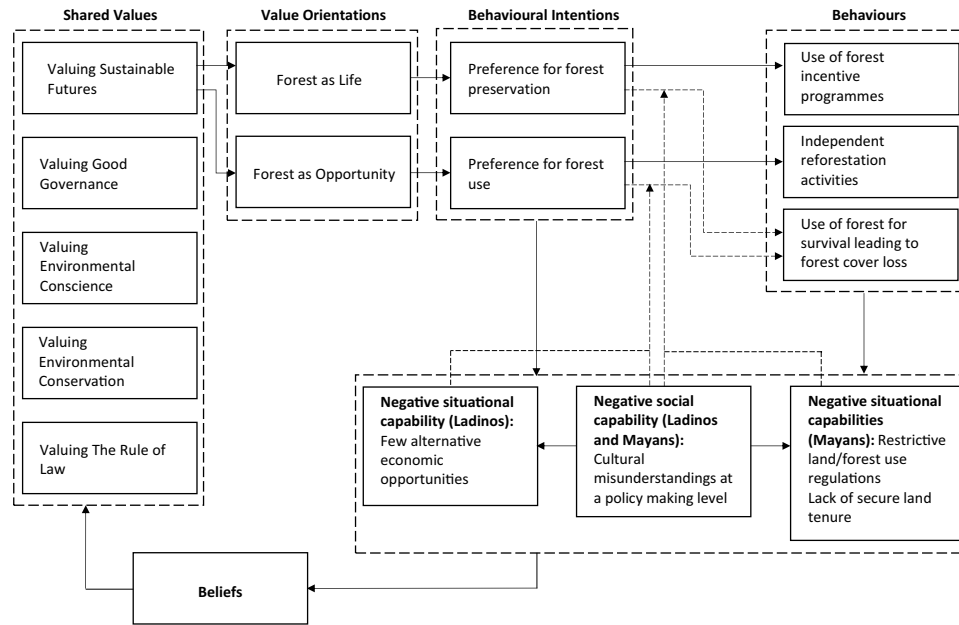 Shared Values
Value Orientations
Behavioural Intentions
Behaviours
Valuing Sustainable
Futures
Valuing Good
Governance
Valuing
Environmental
Conscience
Valuing
Environmental
Conservation
Valuing The Rule of
Law
Forest as Life
Forest as Opportunity
Preference for forest
preservation
Preference for forest
use
Use of forest
incentive
programmes
Independent
reforestation
activities
Use of forest for
survival leading to
forest cover loss
Negative situational
capability (Ladinos):
Few alternative
economic
opportunities
Negative social
capability (Ladinos
and Mayans):
Cultural
misunderstandings at
a policy making level
Negative situational
capabilities
(Mayans): Restrictive
land/forest use
regulations
Lack of secure land
tenure
Beliefs